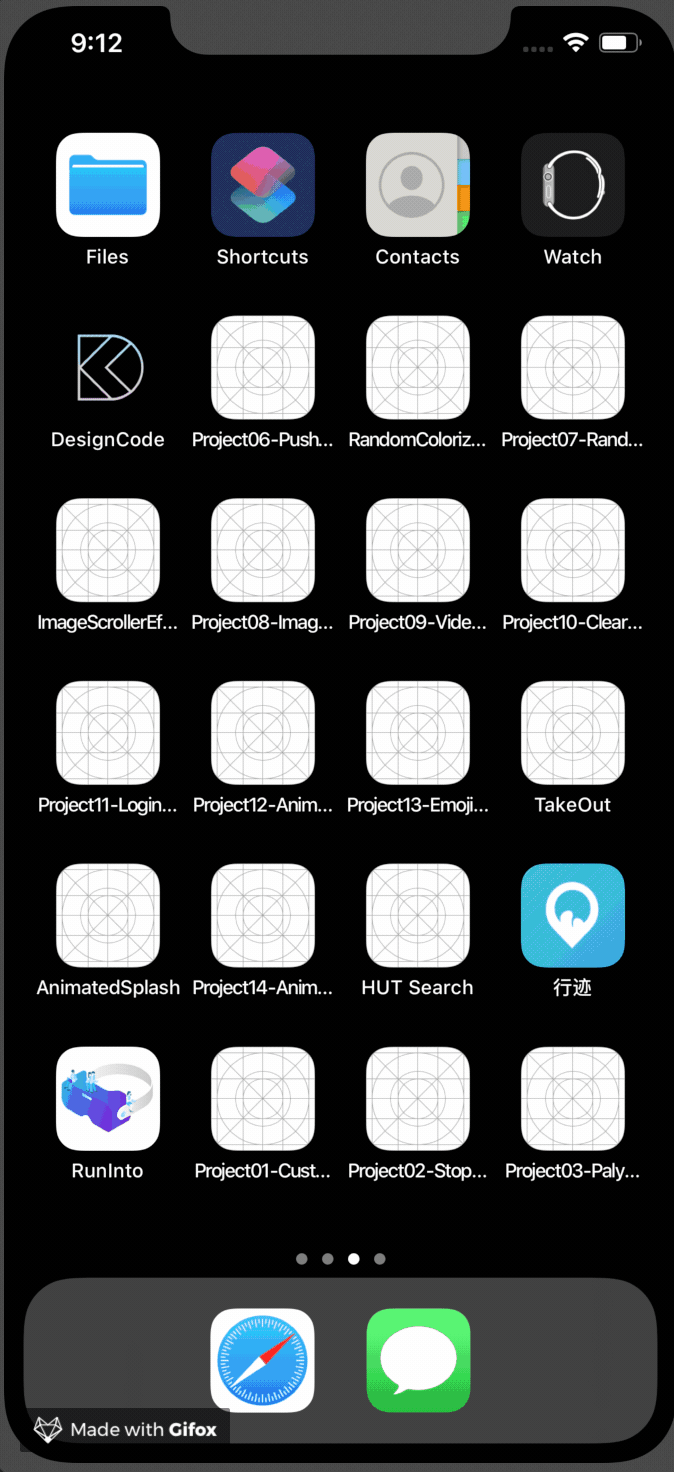 9:12
Files
Shortcuts
Contacts
Watch
DesignCode
Project06-Push...
RandomColoriz...
Project07-Rand...
ImageScrollerEf...
Project08-Imag...
Project09-Vide...
Project10-Clear...
Project11-Login...
Project12-Anim...
Project13-Emoji...
TakeOut
AnimatedSplash
Project14-Anim...
HUT Search
行迹
RunInto
Project01-Cust...
Project02-Stop...
Project03-Paly...
Made with Gifox